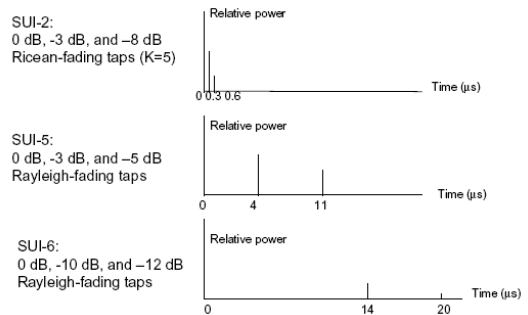 SUI-2:
0 dB, -3 dB, and –8 dB
Ricean-fading taps (K=5)
Relative power
0 0.3 0.6
Time (µs)
SUI-5:
0 dB, -3 dB, and –5 dB
Rayleigh-fading taps
Relative power
0 4 11
Time (µs)
SUI-6:
0 dB, -10 dB, and –12 dB
Rayleigh-fading taps
Relative power
0 14 20
Time (µs)